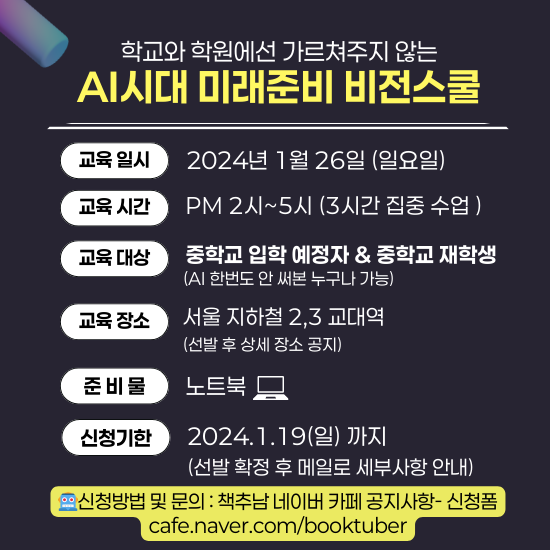 학교와 학원에선 가르쳐주지 않는
AI시대 미래준비 비전스쿨
교육 일시 2024년 1월 26일 (일요일)
교육 시간 PM 2시~5시 (3시간 집중 수업 )
교육 대상 중학교 입학 예정자 & 중학교 재학생
(AI 한번도 안 써본 누구나 가능)
교육 장소 서울 지하철 2,3 교대역
(선발 후 상세 장소 공지)
준 비 물 노트북
신청기한 2024.1.19(일) 까지
(선발 확정 후 메일로 세부사항 안내)
신청방법 및 문의 : 책추남 네이버 카페 공지사항- 신청폼
cafe.naver.com/booktuber